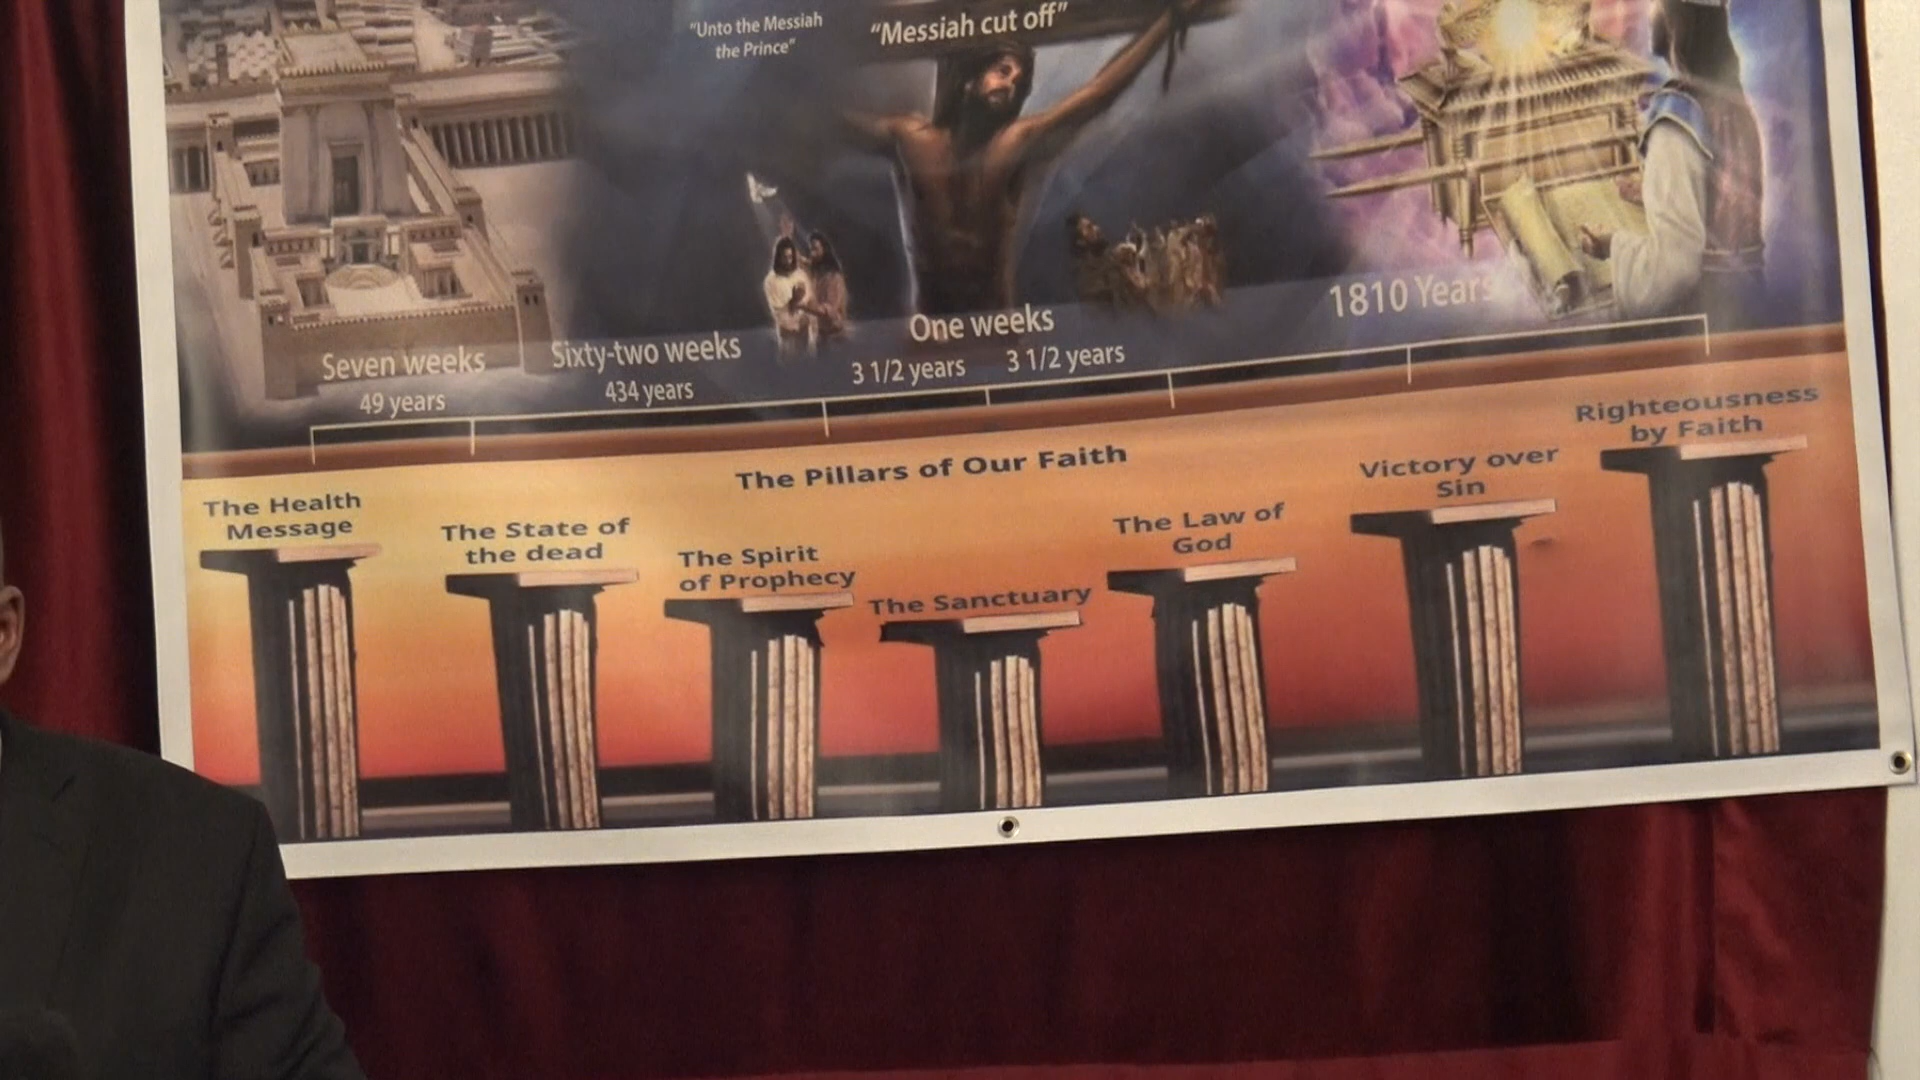 "Unto the Messiah
the Prince"
"Messiah cut off"
1810 Years
Seven weeks
49 years
Sixty-two weeks
434 years
One weeks
3 1/2 years 3 1/2 years
The Pillars of Our Faith
The Health
Message
The State of
the dead
The Spirit
of Prophecy
The Sanctuary
The Law of
God
Victory over
Sin
Righteousness
by Faith